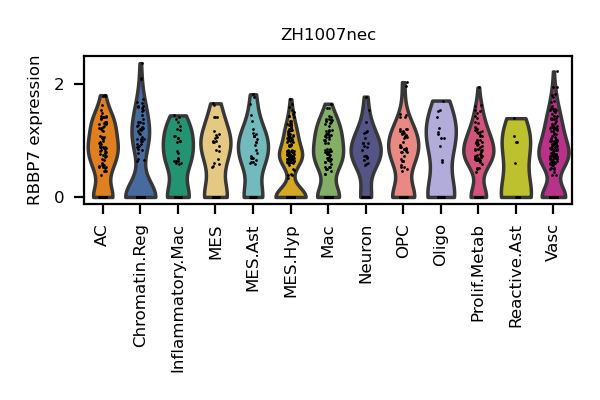 ZH1007nec
RBBP7 expression
2
0
AC
Chromatin.Reg
Inflammatory.Mac
MES
MES.Ast
MES.Hyp
Mac
Neuron
OPC
Oligo
Prolif.Metab
Reactive.Ast
Vasc